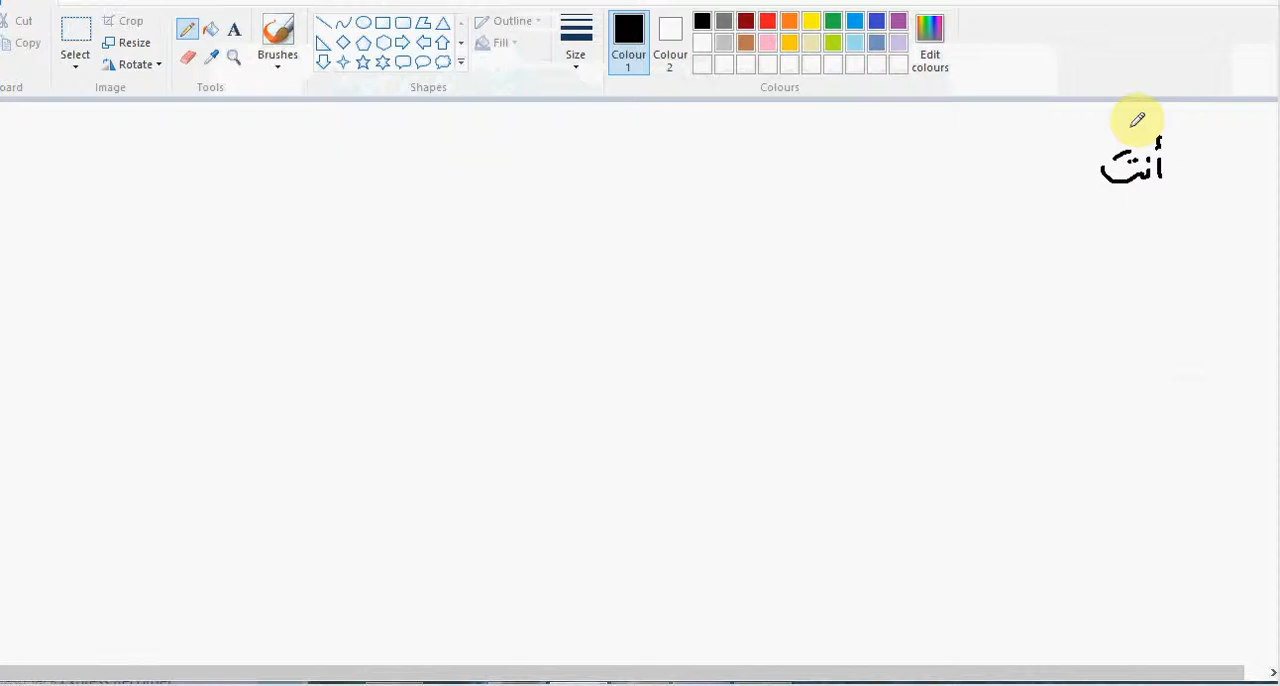 Cut
Copy
oard
Select
Crop
Resize
Rotate
Image
Tools
Brushes
Shapes
Outline
Fill
Size
Colour 1
Colour 2
Edit colours
Colours
أنتَ